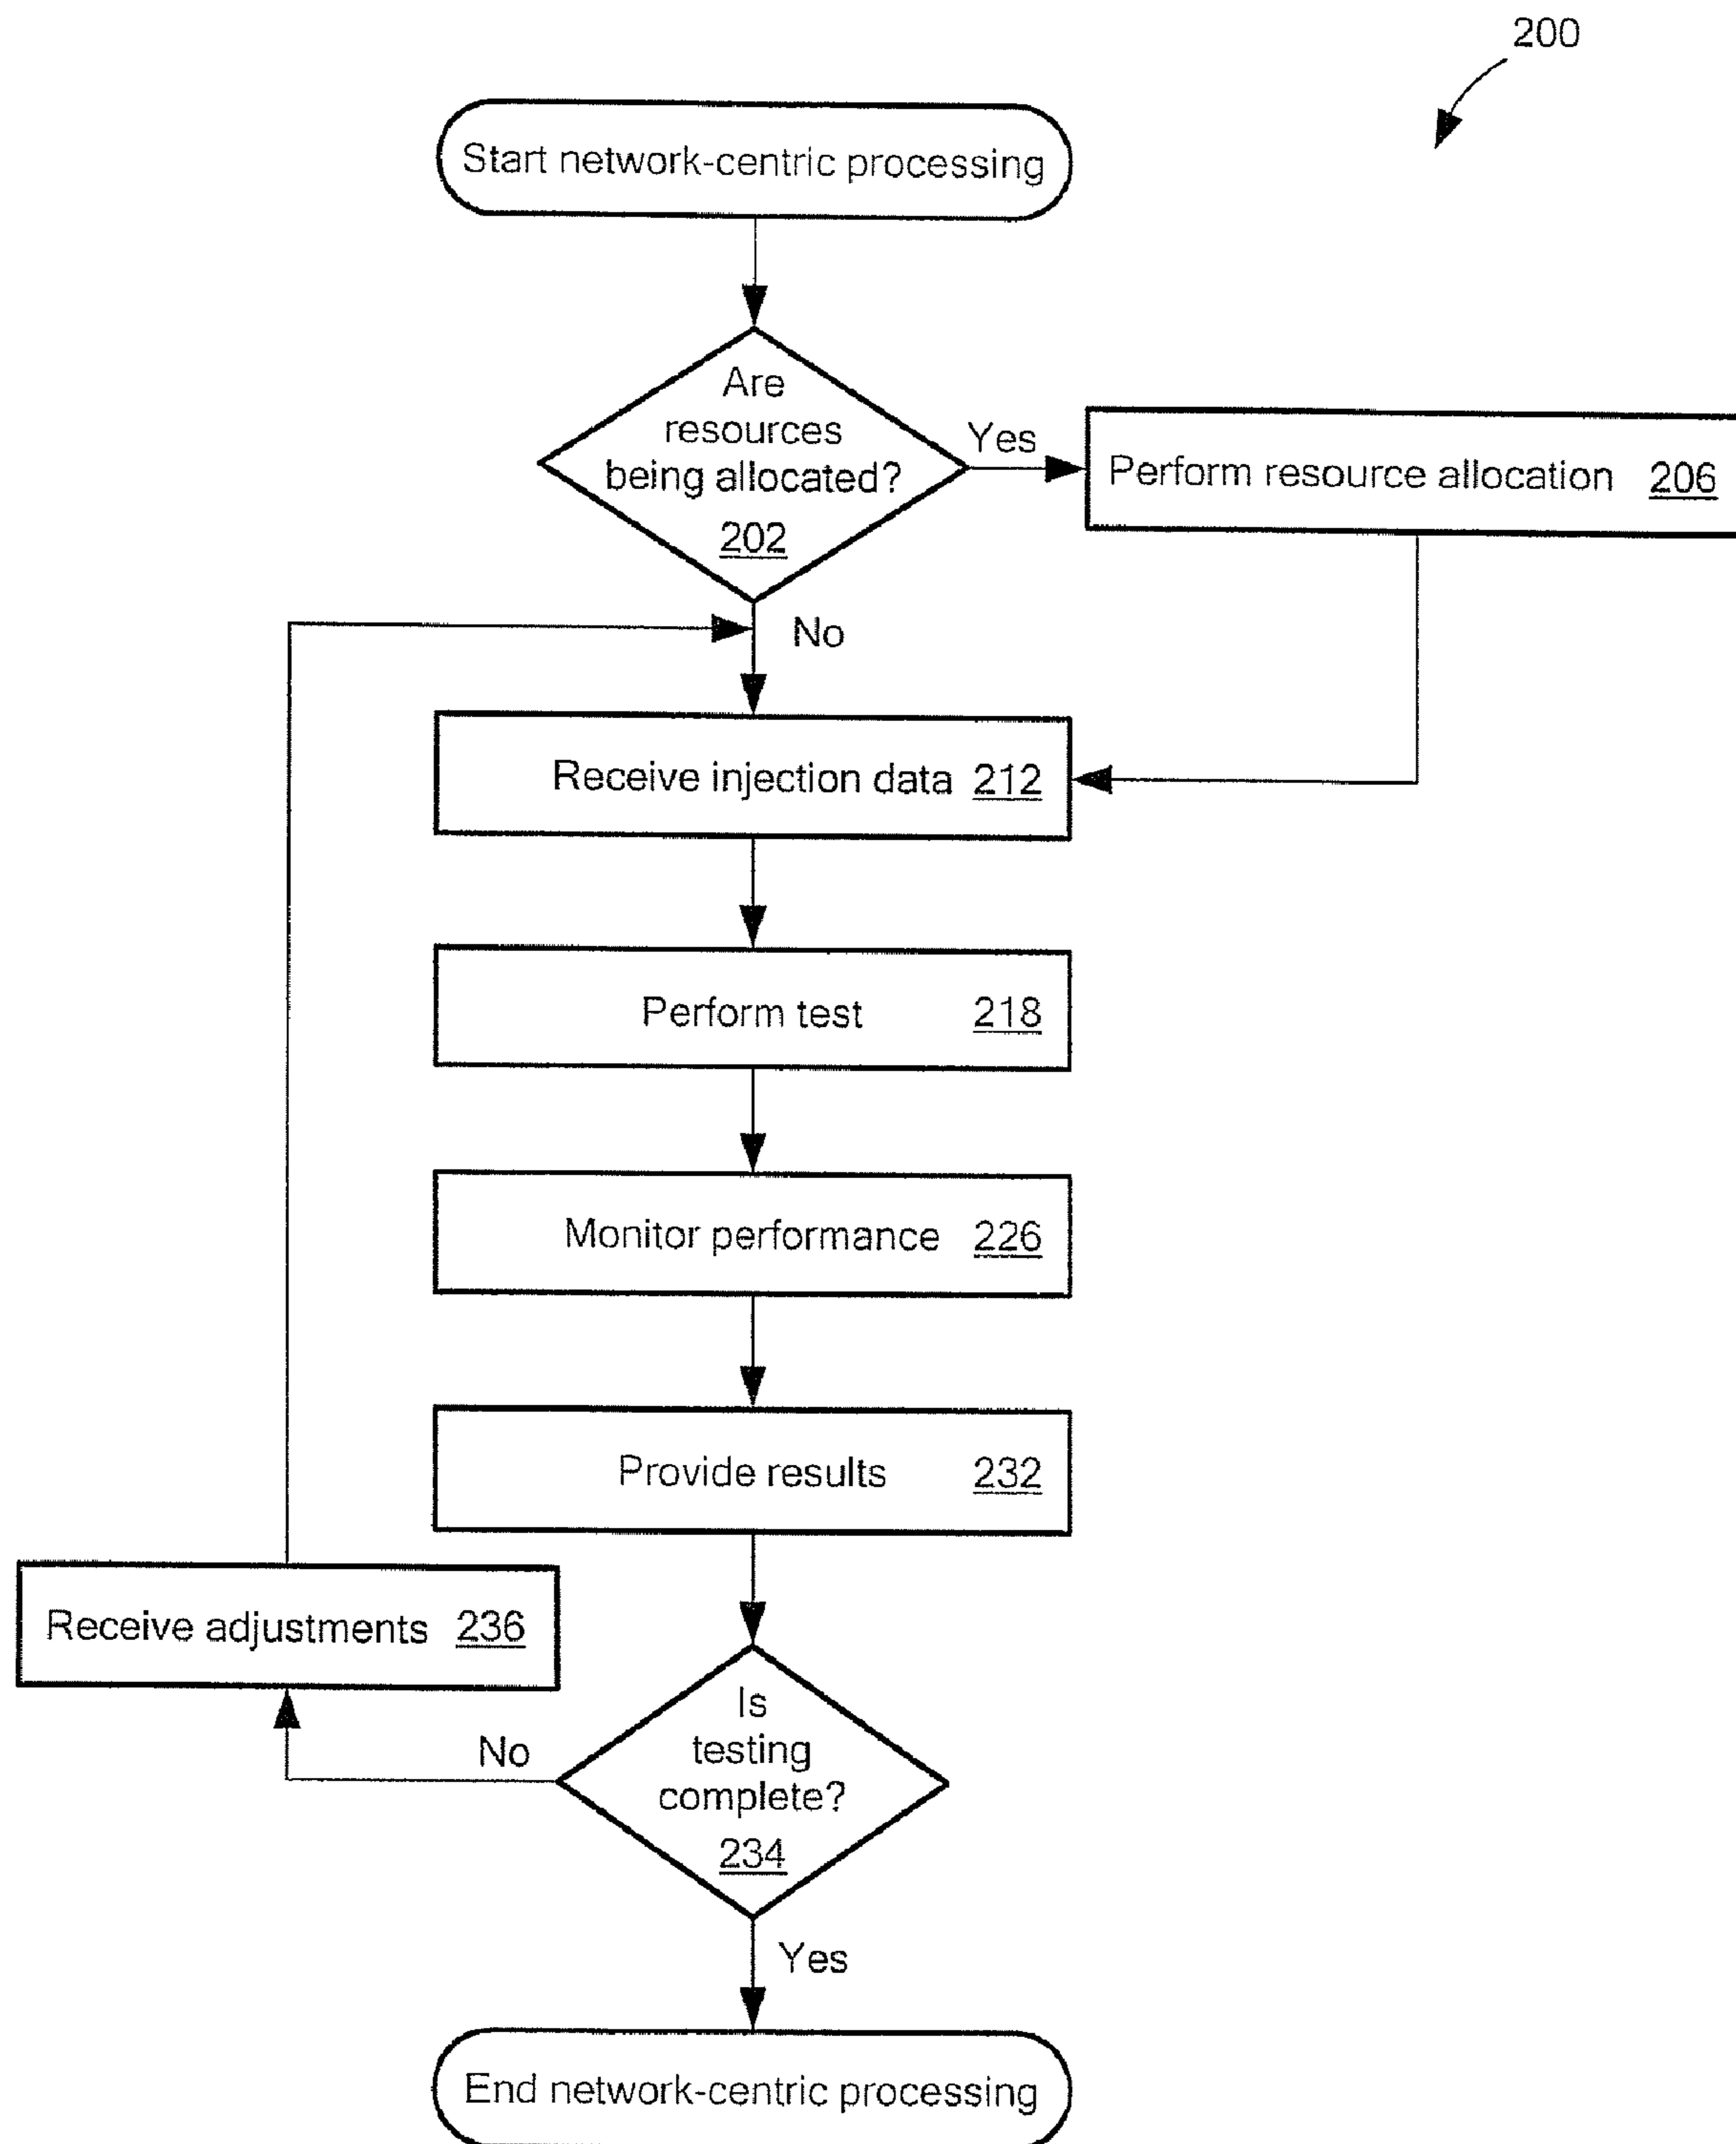 200
Start network-centric processing
Are
resources
being allocated?
202
Yes
Perform resource allocation 206
No
Receive injection data 212
Perform test 218
Monitor performance 226
Provide results 232
Receive adjustments 236
Is
testing
complete?
234
No
Yes
End network-centric processing